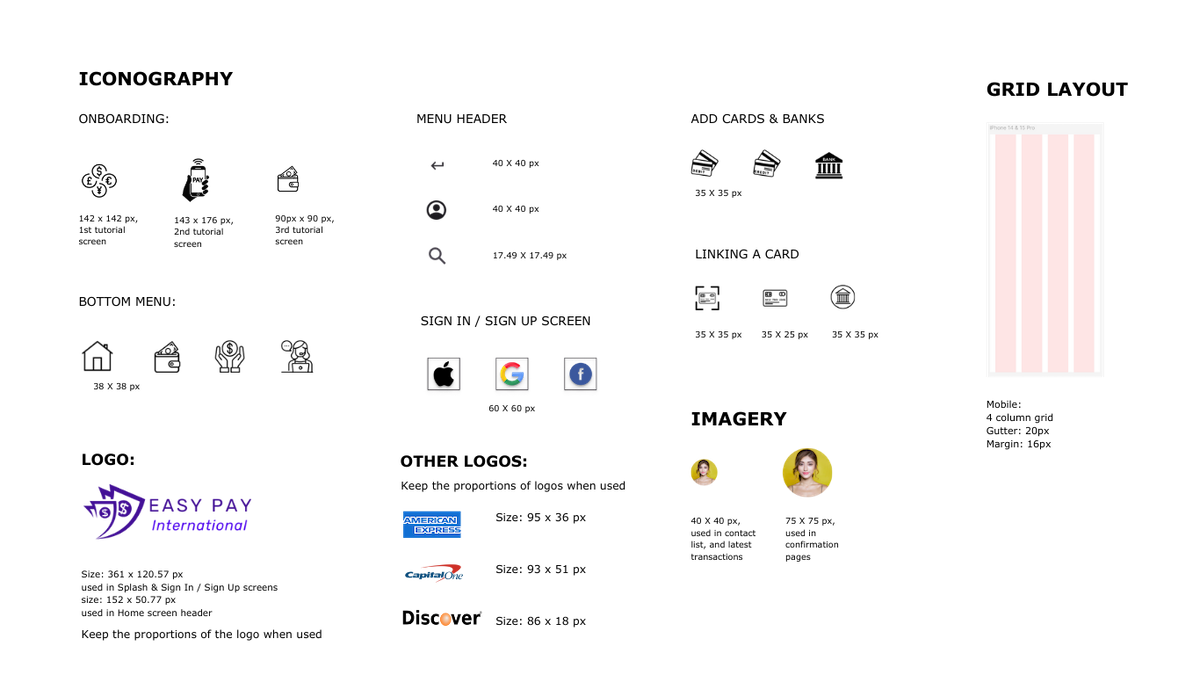 ICONOGRAPHY
ONBOARDING:
PAY
142 x 142 px,
1st tutorial
screen
143 x 176 px,
2nd tutorial
screen
90px x 90 px,
3rd tutorial
screen
BOTTOM MENU:
38 X 38 px
LOGO:
EASY PAY
International
Size: 361 x 120.57 px
used in Splash & Sign In / Sign Up screens
size: 152 x 50.77 px
used in Home screen header
Keep the proportions of the logo when used
MENU HEADER
40 X 40 px
40 X 40 px
17.49 X 17.49 px
SIGN IN / SIGN UP SCREEN
60 X 60 px
OTHER LOGOS:
Keep the proportions of logos when used
AMERICAN
EXPRESS
Size: 95 x 36 px
CapitalOne
Size: 93 x 51 px
Discover
Size: 86 x 18 px
ADD CARDS & BANKS
DEBIT
CREDIT
BANK
35 X 35 px
LINKING A CARD
35 X 35 px
35 X 25 px
35 X 35 px
IMAGERY
40 X 40 px,
used in contact
list, and latest
transactions
75 X 75 px,
used in
confirmation
pages
GRID LAYOUT
iPhone 14 & 15 Pro
Mobile:
4 column grid
Gutter: 20px
Margin: 16px